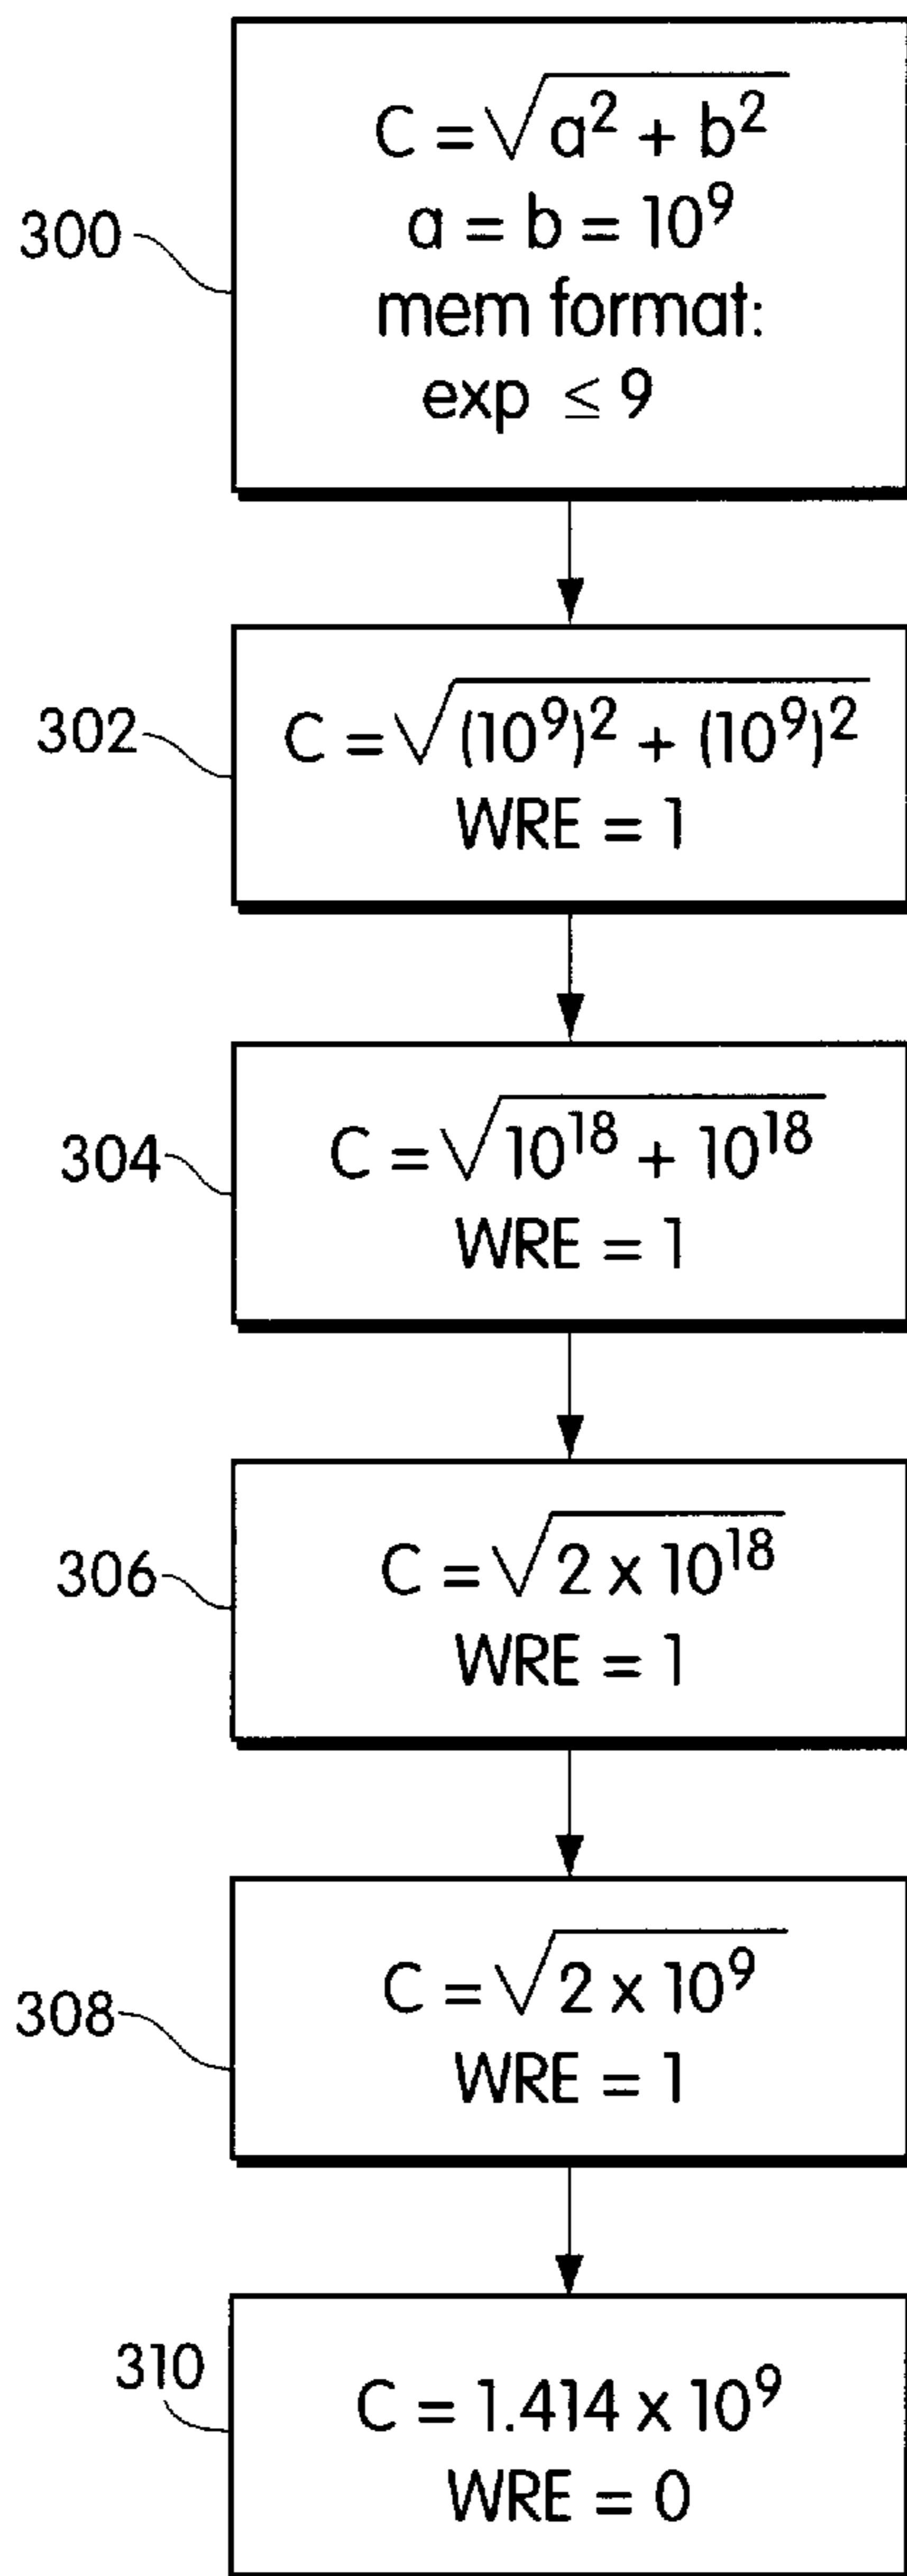 C = √a² + b²
a = b = 10⁹
mem format:
exp ≤ 9
300
C = √(10⁹)² + (10⁹)²
WRE = 1
302
C = √10¹⁸ + 10¹⁸
WRE = 1
304
C = √2 x 10¹⁸
WRE = 1
306
C = √2 x 10⁹
WRE = 1
308
C = 1.414 x 10⁹
WRE = 0
310